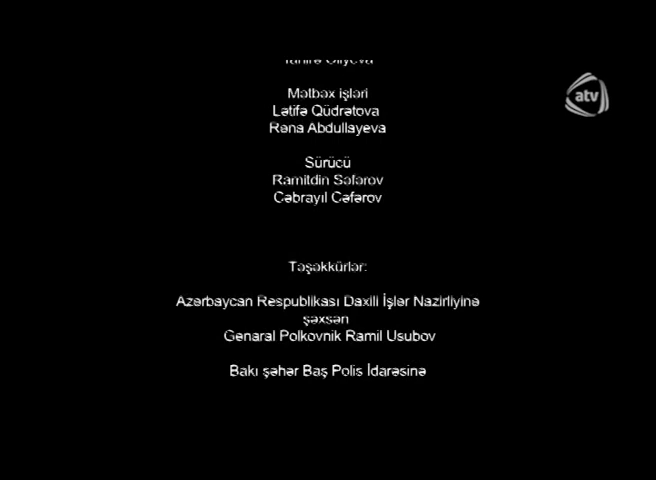 atv
Mətbəx işləri
Lətifə Qüdrətova
Rəna Abdullayeva
Sürücü
Ramitdin Səfərov
Cəbrayıl Cəfərov
Təşəkkürlər:
Azərbaycan Respublikası Daxili İşlər Nazirliyinə
şəxsən
Genaral Polkovnik Ramil Usubov
Bakı şəhər Baş Polis İdarəsinə